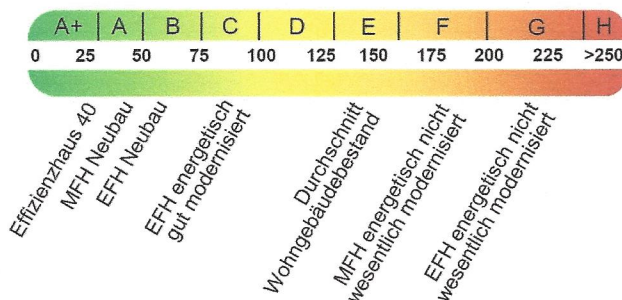 A+ A B C D E F G H
0 25 50 75 100 125 150 175 200 225 >250
Effizienzhaus 40
MFH Neubau
EFH Neubau
EFH energetisch
gut modernisiert
Durchschnitt
Wohngebäudebestand
MFH energetisch nicht
wesentlich modernisiert
EFH energetisch nicht
wesentlich modernisiert